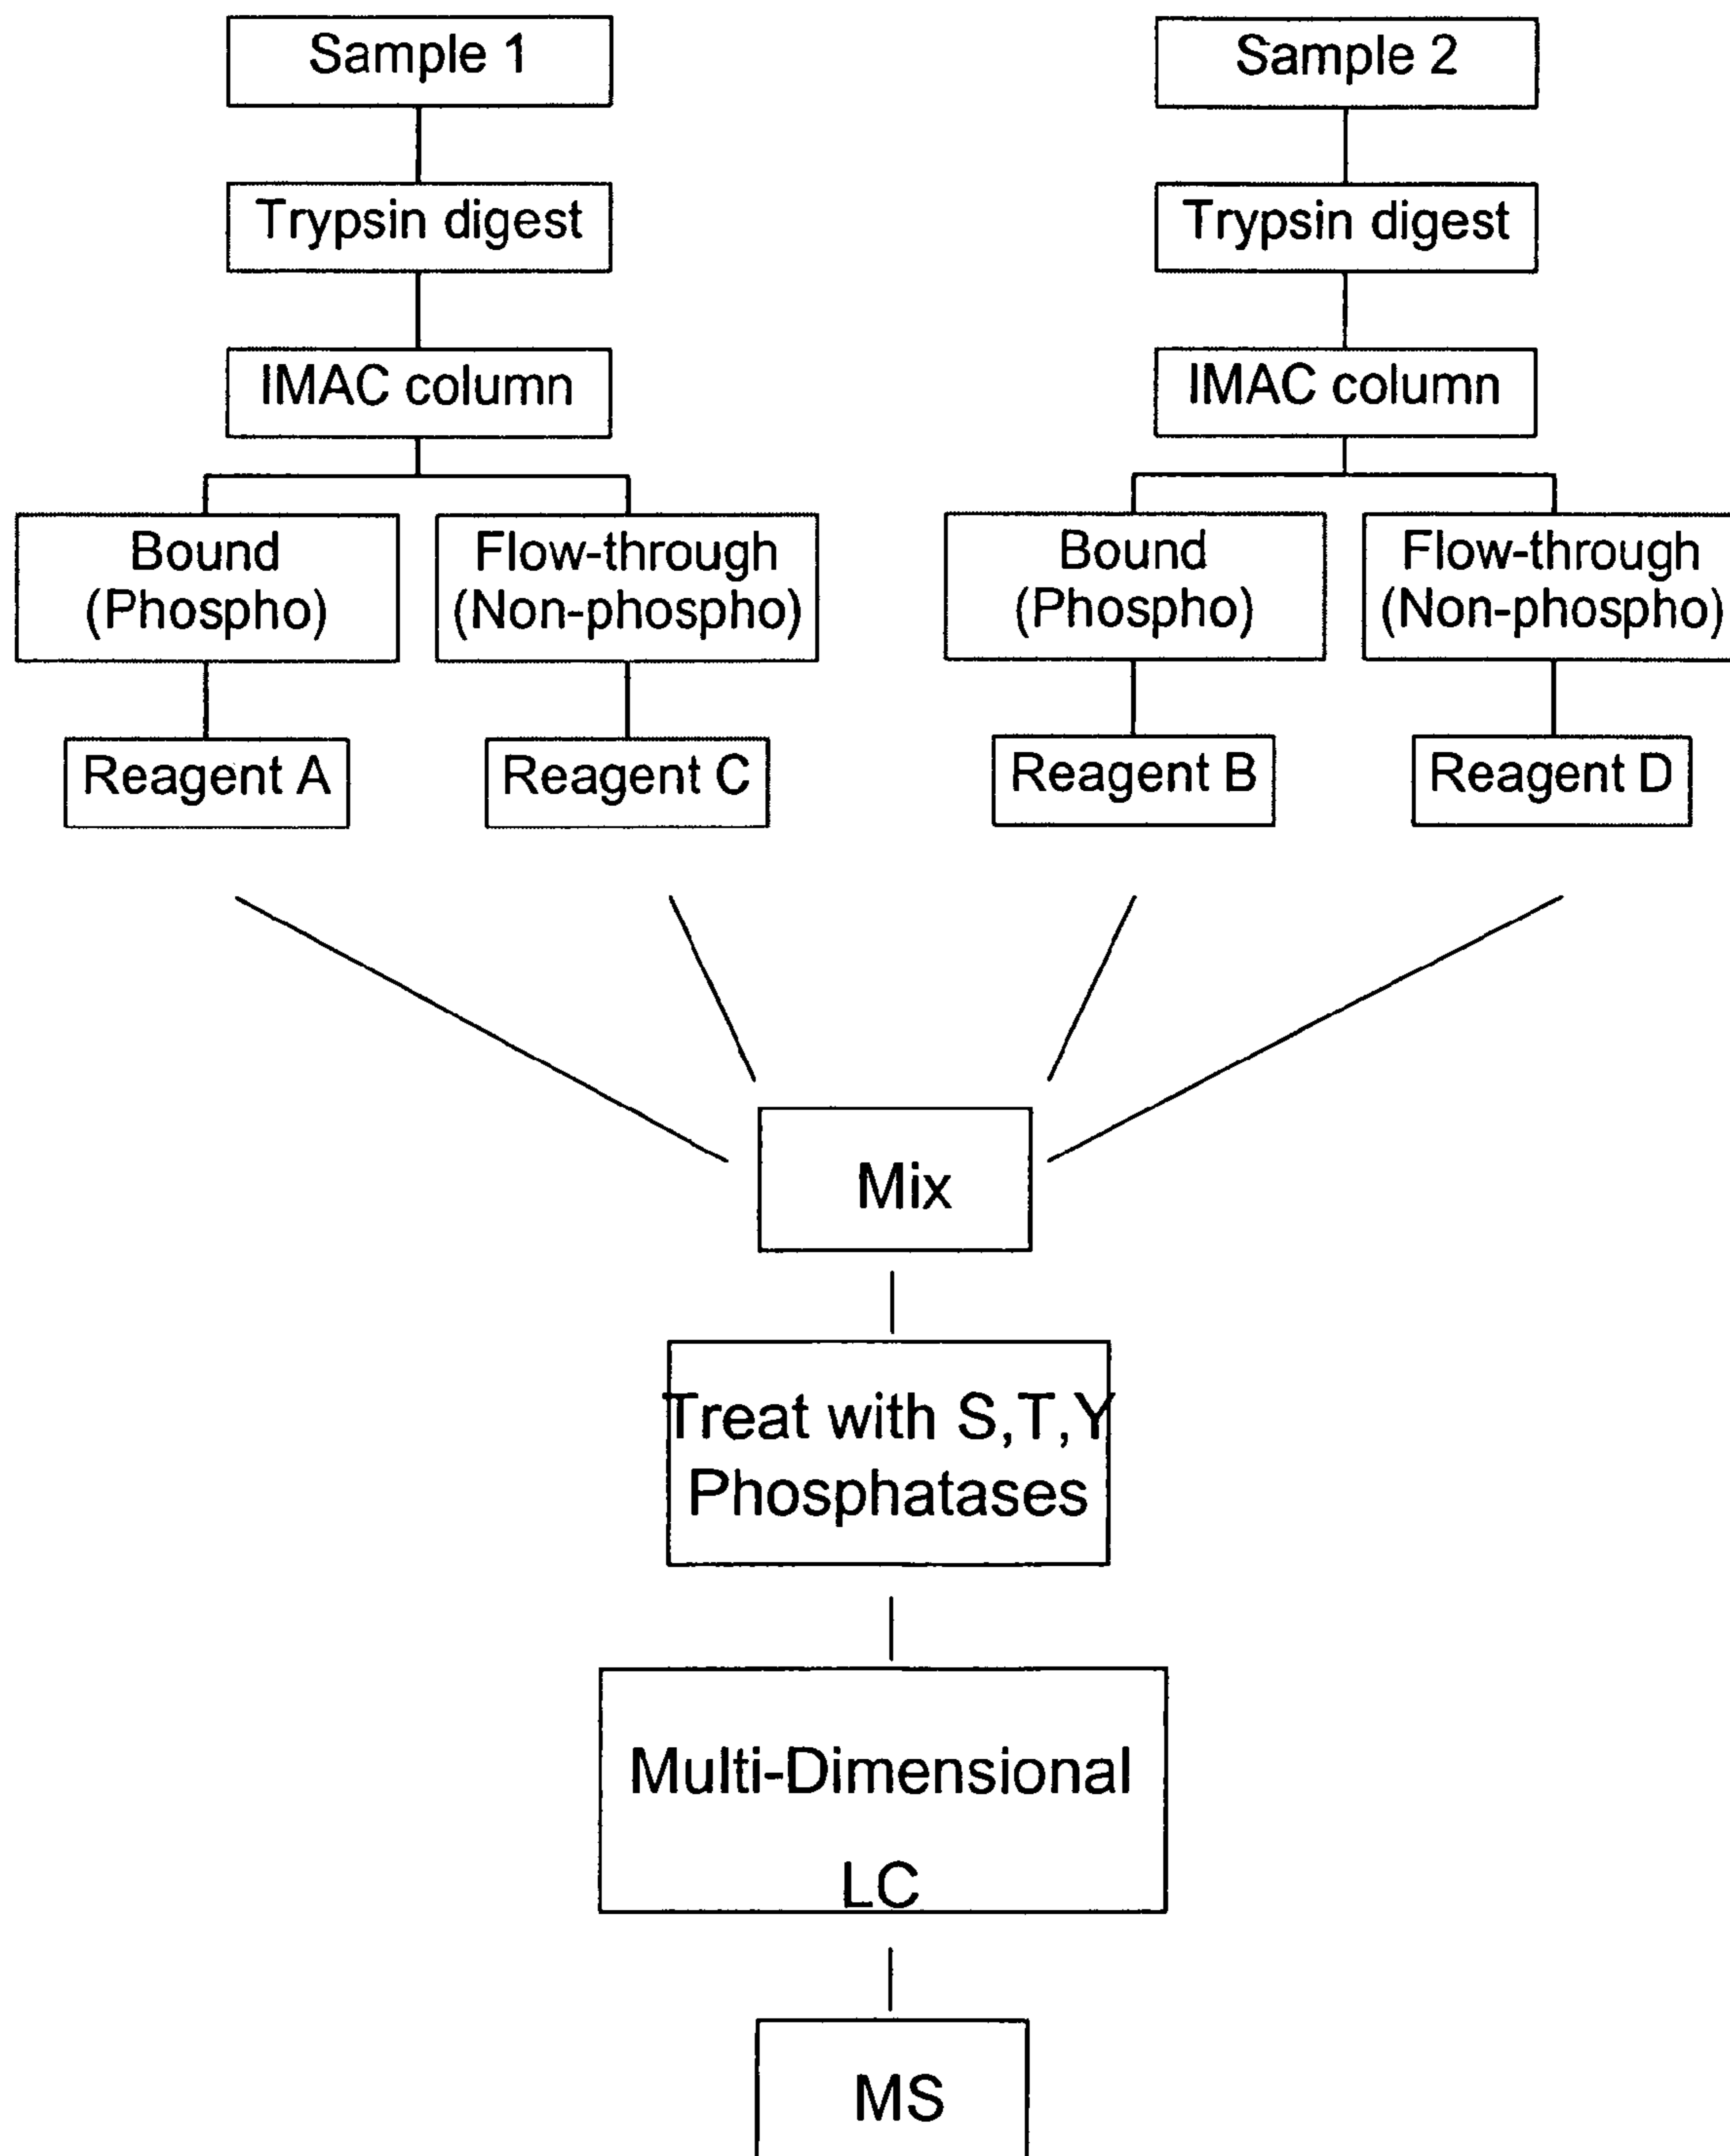 Sample 1
Sample 2
Trypsin digest
Trypsin digest
IMAC column
IMAC column
Bound
(Phospho)
Flow-through
(Non-phospho)
Bound
(Phospho)
Flow-through
(Non-phospho)
Reagent A
Reagent C
Reagent B
Reagent D
Mix
Treat with S,T,Y
Phosphatases
Multi-Dimensional
LC
MS